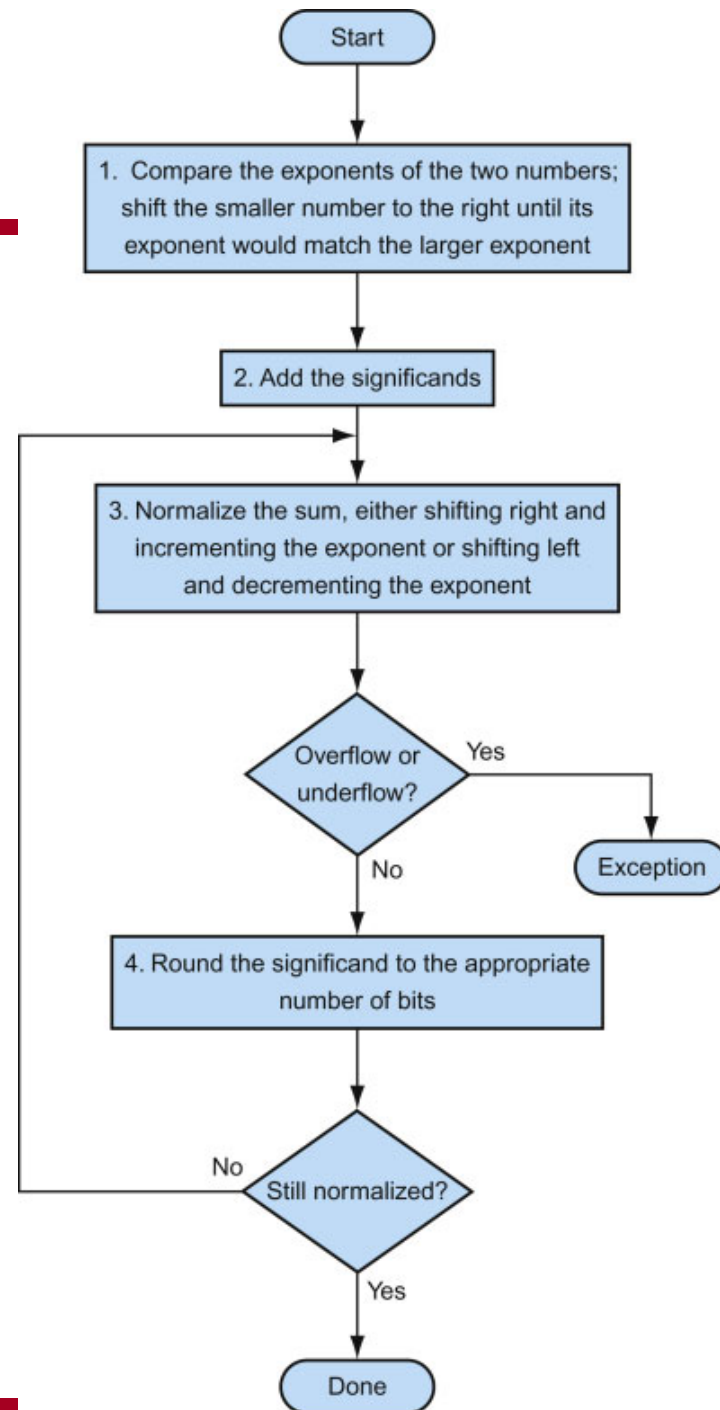 Start
1. Compare the exponents of the two numbers;
shift the smaller number to the right until its
exponent would match the larger exponent
2. Add the significands
3. Normalize the sum, either shifting right and
incrementing the exponent or shifting left
and decrementing the exponent
Overflow or
underflow?
Yes
No
Exception
4. Round the significand to the appropriate
number of bits
No
Still normalized?
Yes
Done